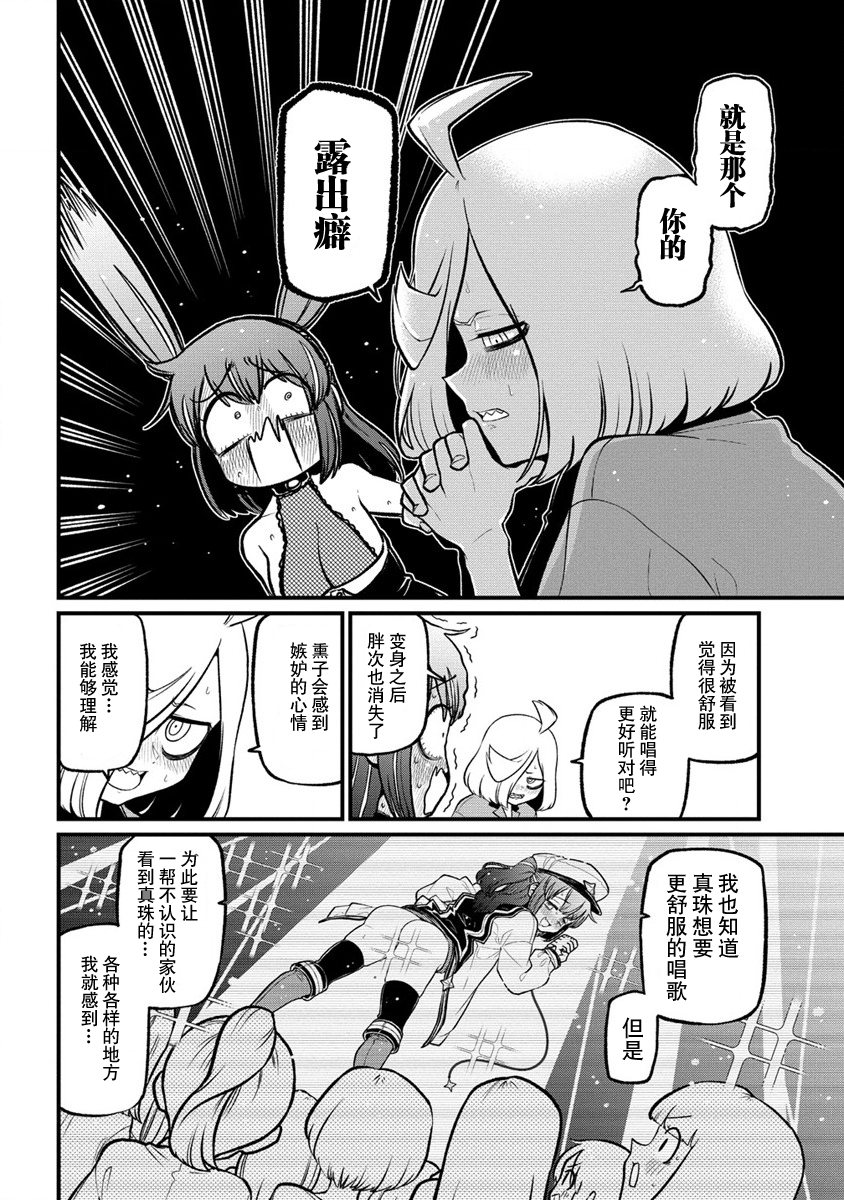 就是那个
你的
露出癖
因为被看到
觉得很舒服
就能唱得
更好听对吧？
变身之后
胖次也消失了
熏子会感到
嫉妒的心情
我感觉…
我能够理解
我也知道
真珠想要
更舒服的唱歌
但是
为此要让
一帮不认识的家伙
看到真珠的…
各种各样的地方
我就感到…